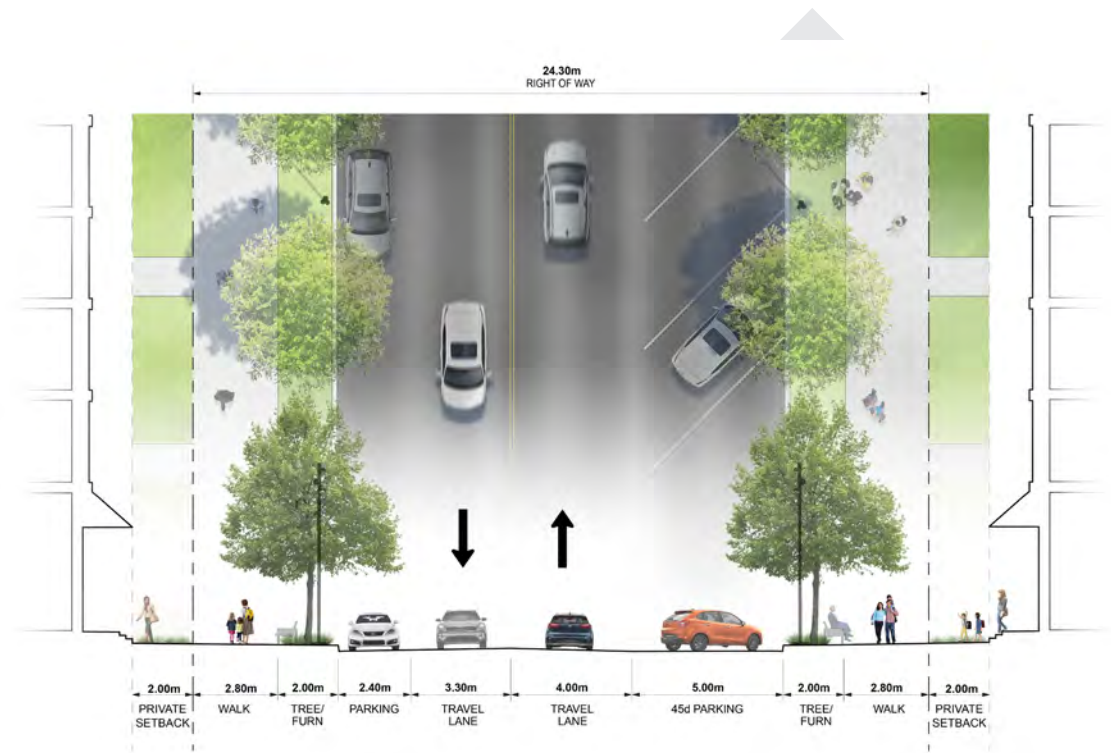 24.30m
RIGHT OF WAY
2.00m 2.80m 2.00m 2.40m 3.30m 4.00m 5.00m 2.00m 2.80m 2.00m
PRIVATE WALK TREE/ PARKING TRAVEL TRAVEL 45d PARKING TREE/ WALK PRIVATE
SETBACK FURN LANE LANE FURN SETBACK